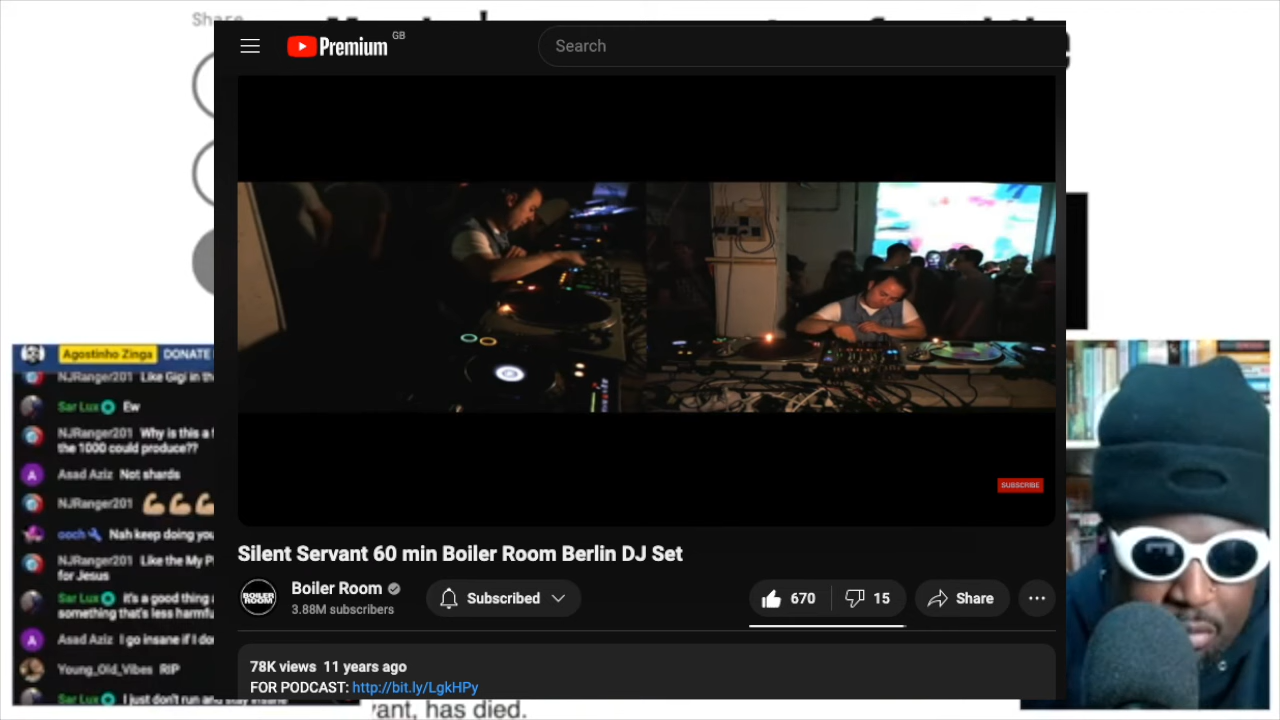 Share
Premium GB
Search
SUBSCRIBE
Silent Servant 60 min Boiler Room Berlin DJ Set
BOILER
ROOM
Boiler Room
3.88M subscribers
Subscribed
670
15
Share
78K views 11 years ago
FOR PODCAST: http://bit.ly/LgkHPy
Agostinho Zinga DONATE
NJRanger201 Like Gigi in th
Sar Lux Ew
NJRanger201 Why is this a f
the 1000 could produce??
A Asad Aziz Not shards
NJRanger201 💪🏼💪🏼💪🏼
ooch Nah keep doing you
NJRanger201 Like the My P
for Jesus
Sar Lux it's a good thing
something that's less harmfu
A Asad Aziz I go insane if I do
Young_Old_Vibes RIP
Sar Lux I just don't run and stay insane
vant, has died.